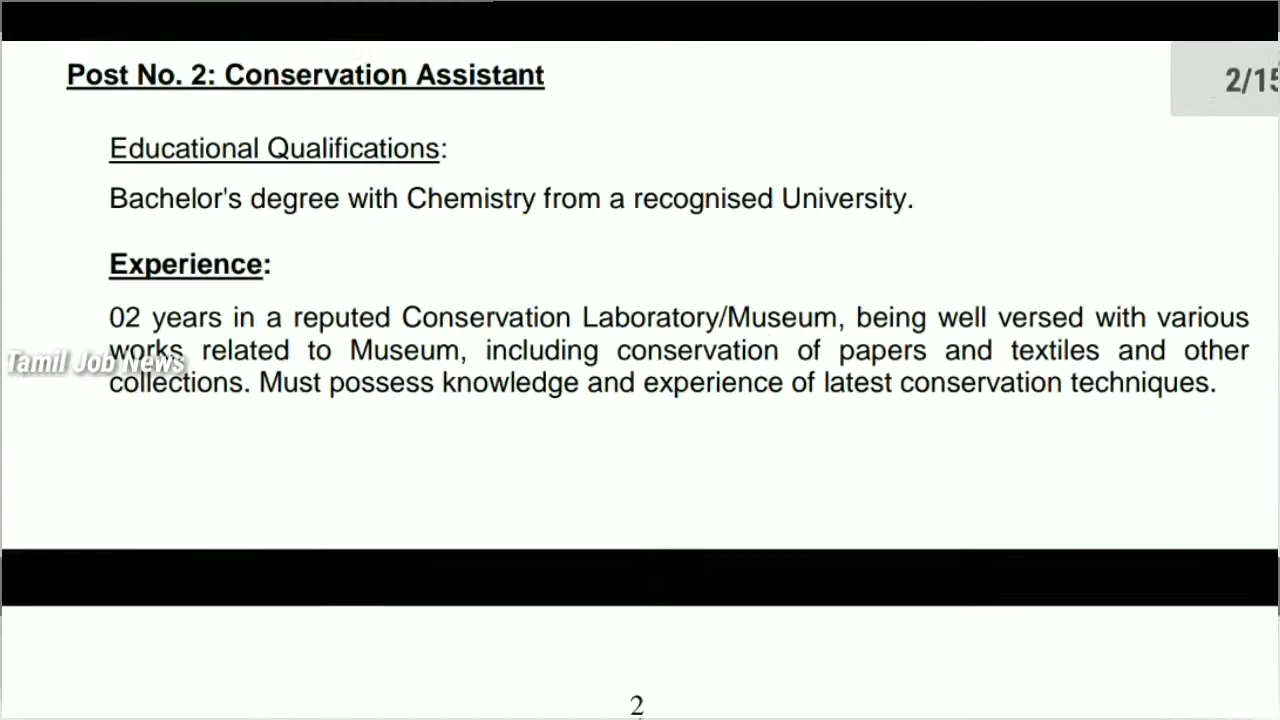 Post No. 2: Conservation Assistant
2/15
Educational Qualifications:
Bachelor's degree with Chemistry from a recognised University.
Experience:
02 years in a reputed Conservation Laboratory/Museum, being well versed with various
works related to Museum, including conservation of papers and textiles and other
Tamil Job News
collections. Must possess knowledge and experience of latest conservation techniques.
2